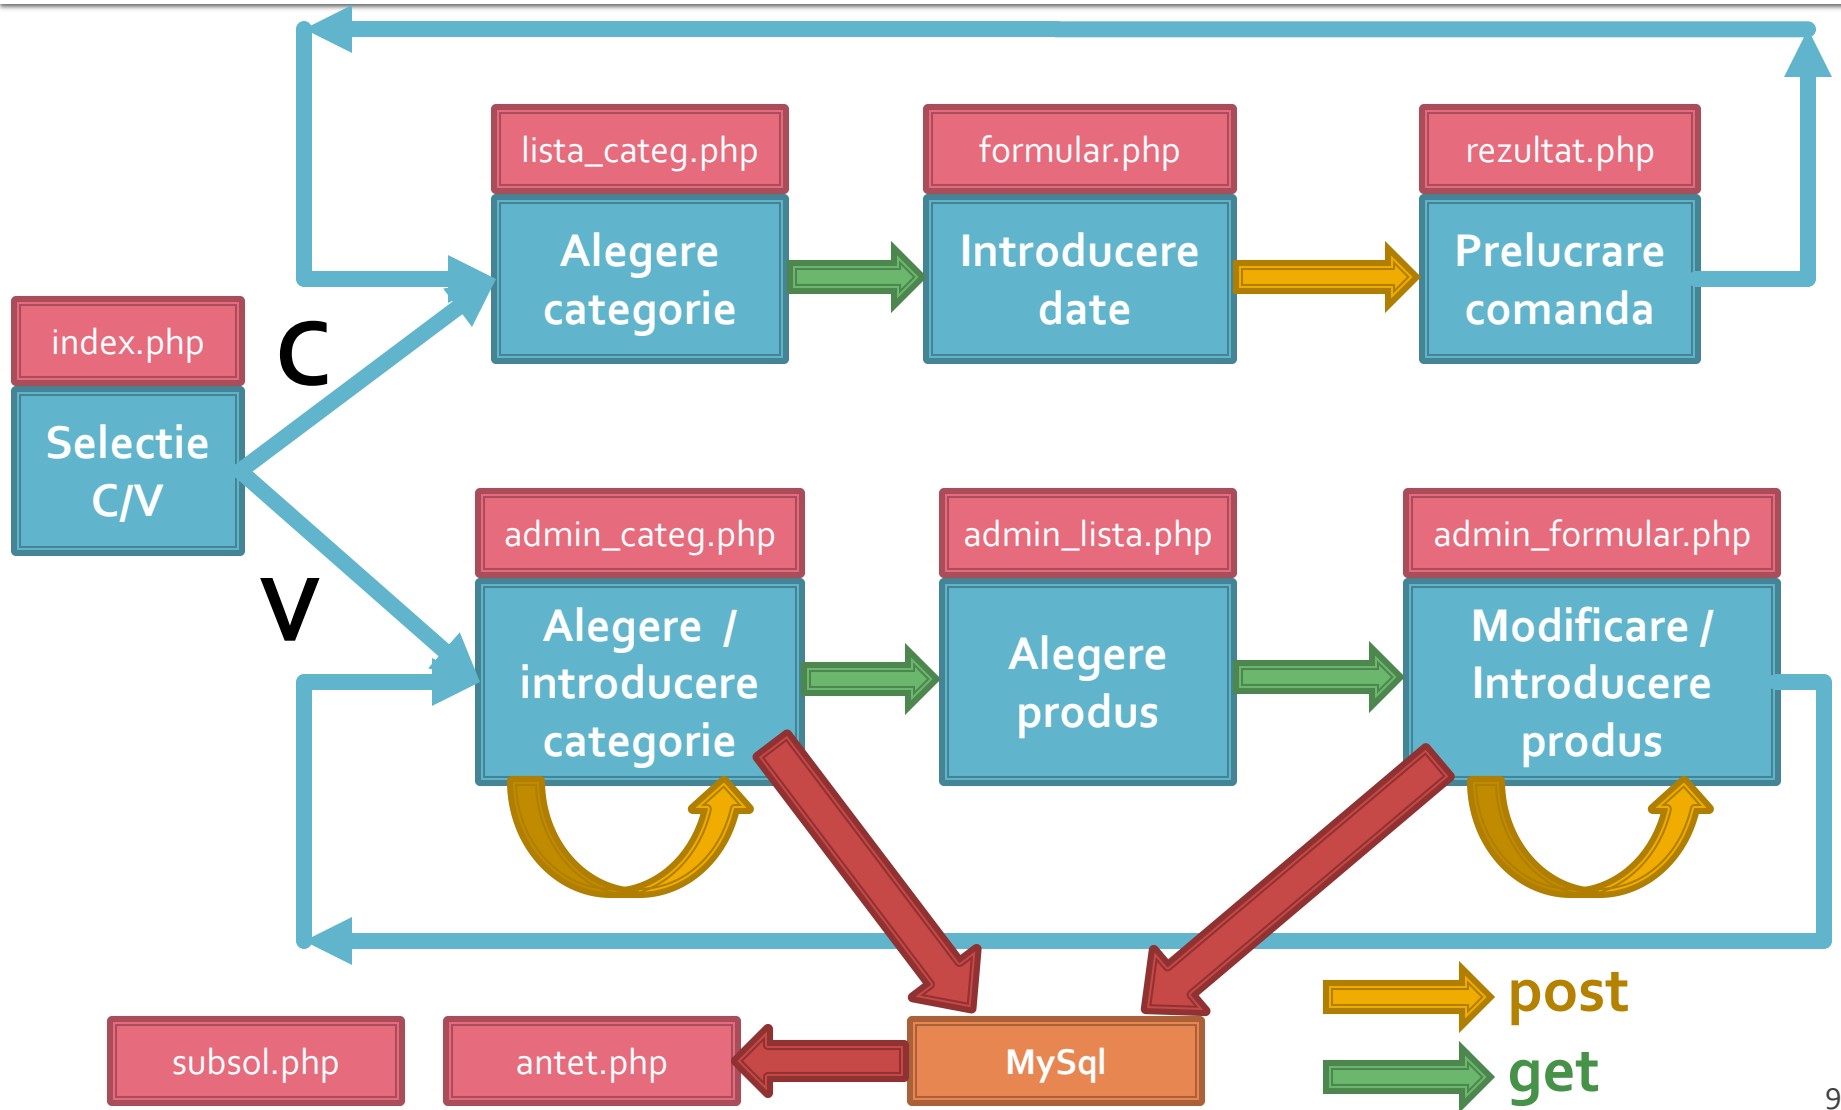 lista_categ.php
Alegere
categorie
formular.php
Introducere
date
rezultat.php
Prelucrare
comanda
index.php
Selectie
C/V
C
V
admin_categ.php
Alegere /
introducere
categorie
admin_lista.php
Alegere
produs
admin_formular.php
Modificare /
Introducere
produs
subsol.php
antet.php
MySql
post
get
9